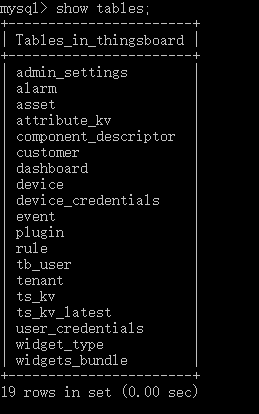 mysql> show tables;
+-----------------------+
| Tables_in_thingsboard |
+-----------------------+
| admin_settings        |
| alarm                 |
| asset                 |
| attribute_kv          |
| component_descriptor  |
| customer              |
| dashboard             |
| device                |
| device_credentials    |
| event                 |
| plugin                |
| rule                  |
| tb_user               |
| tenant                |
| ts_kv                 |
| ts_kv_latest          |
| user_credentials      |
| widget_type           |
| widgets_bundle        |
+-----------------------+
19 rows in set (0.00 sec)